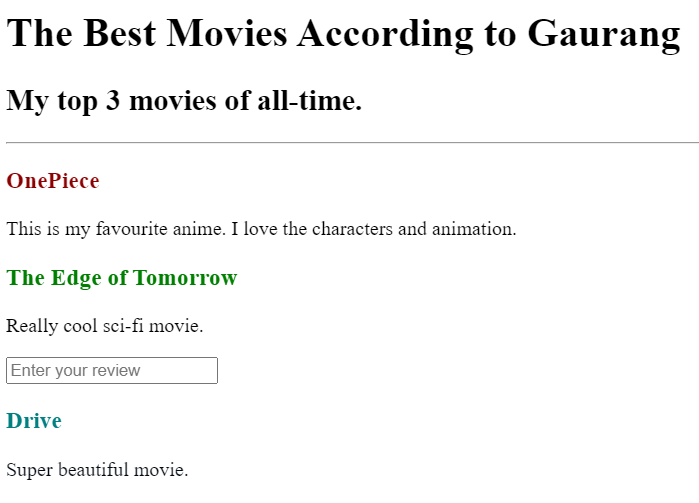 The Best Movies According to Gaurang
My top 3 movies of all-time.
OnePiece
This is my favourite anime. I love the characters and animation.
The Edge of Tomorrow
Really cool sci-fi movie.
Enter your review
Drive
Super beautiful movie.